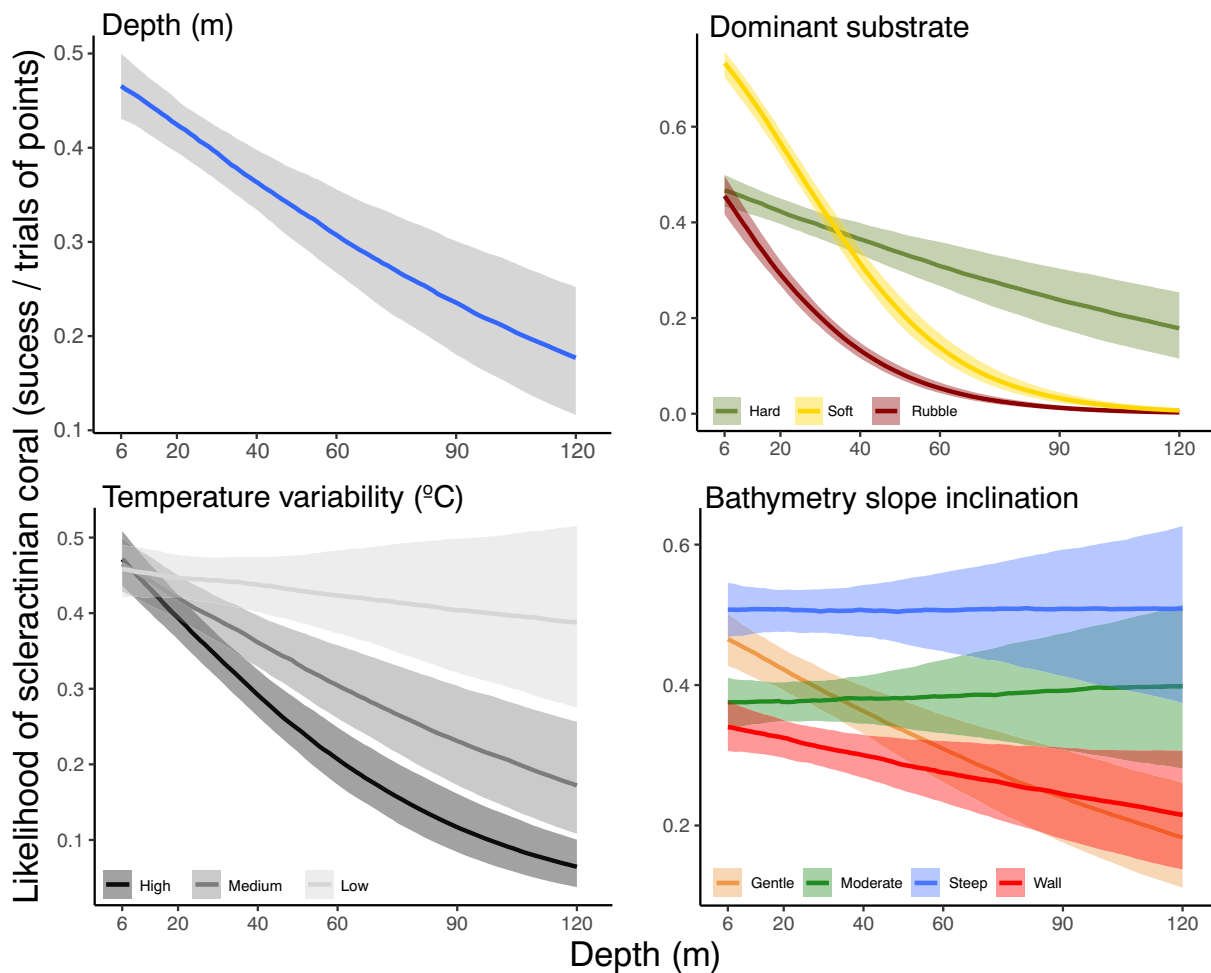 Likelihood of scleractinian coral (sucess / trials of points)
Depth (m)
0.5
0.4
0.3
0.2
0.1
6 20 40 60 90 120
Dominant substrate
0.6
0.4
0.2
0.0
Hard Soft Rubble
6 20 40 60 90 120
Temperature variability (ºC)
0.5
0.4
0.3
0.2
0.1
High Medium Low
6 20 40 60 90 120
Bathymetry slope inclination
0.6
0.4
0.2
Gentle Moderate Steep Wall
6 20 40 60 90 120
Depth (m)